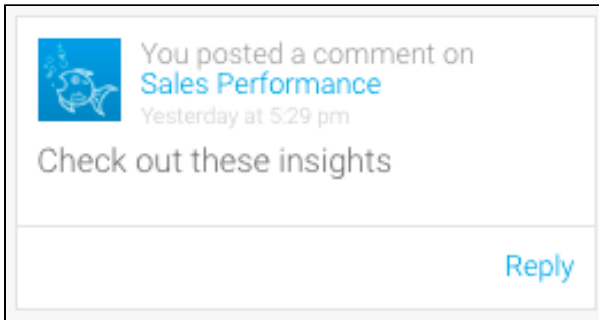 You posted a comment on
Sales Performance
Yesterday at 5:29 pm
Check out these insights
Reply